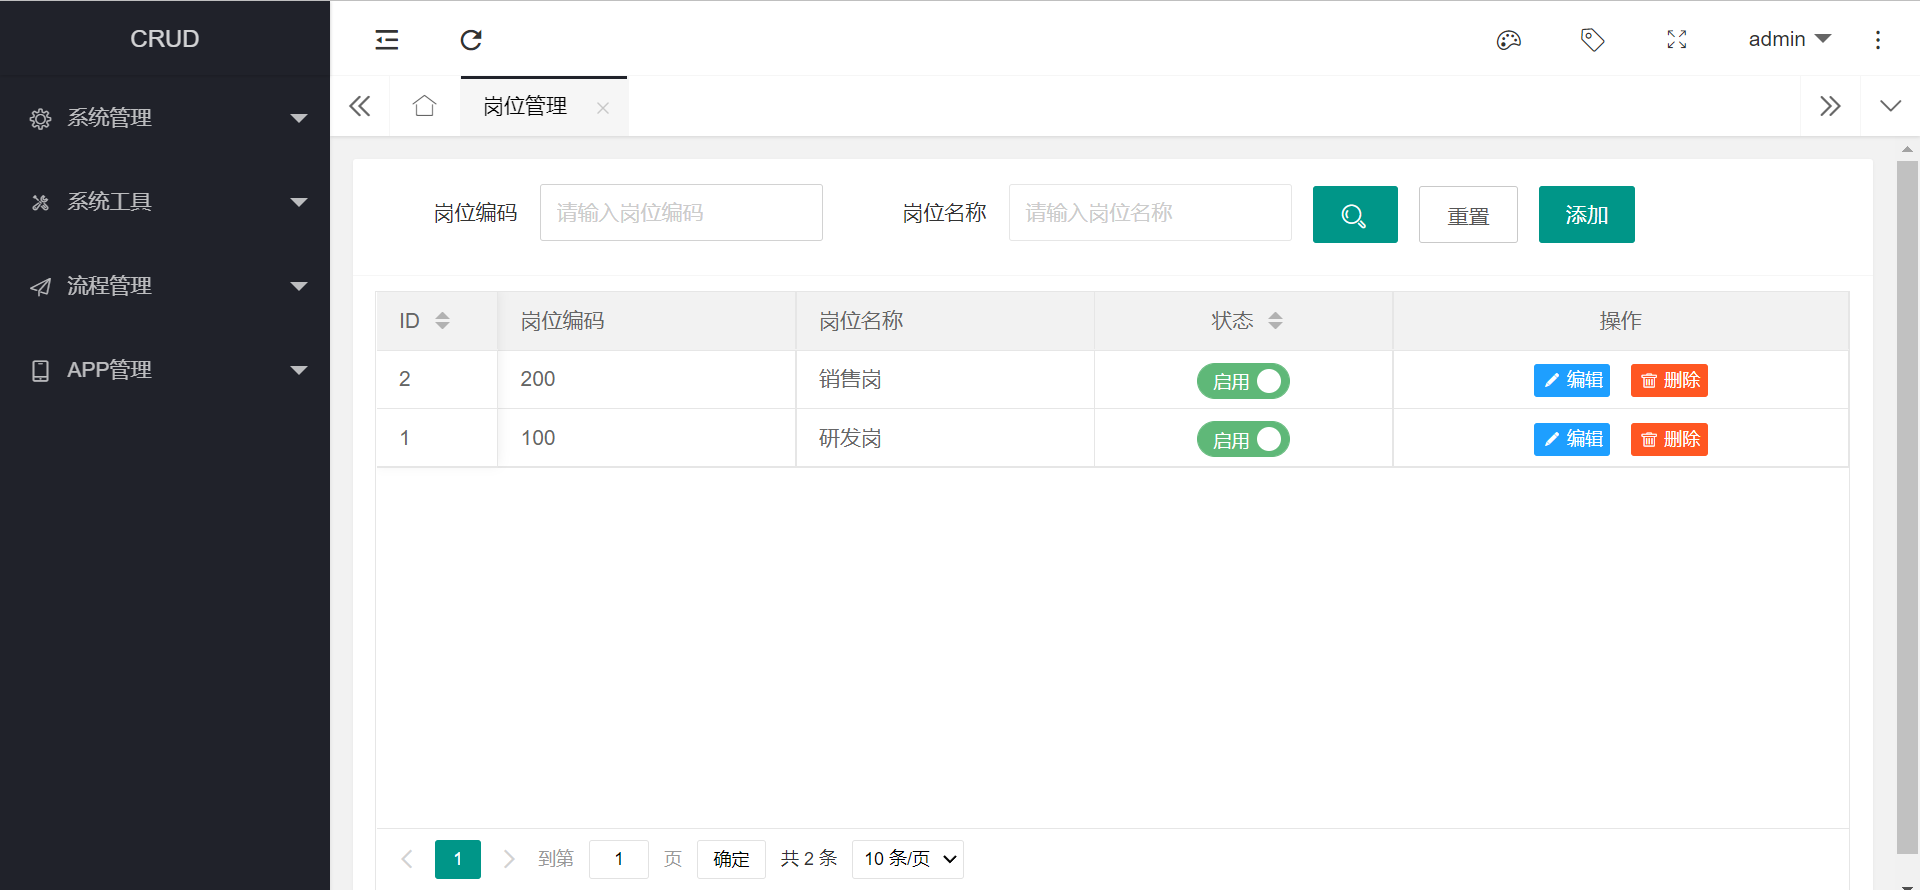 CRUD
admin
系统管理
系统工具
流程管理
APP管理
岗位管理
岗位编码 请输入岗位编码 岗位名称 请输入岗位名称 重置 添加
ID 岗位编码 岗位名称 状态 操作
2 200 销售岗 启用 编辑 删除
1 100 研发岗 启用 编辑 删除
1 到第 1 页 确定 共 2 条 10 条/页